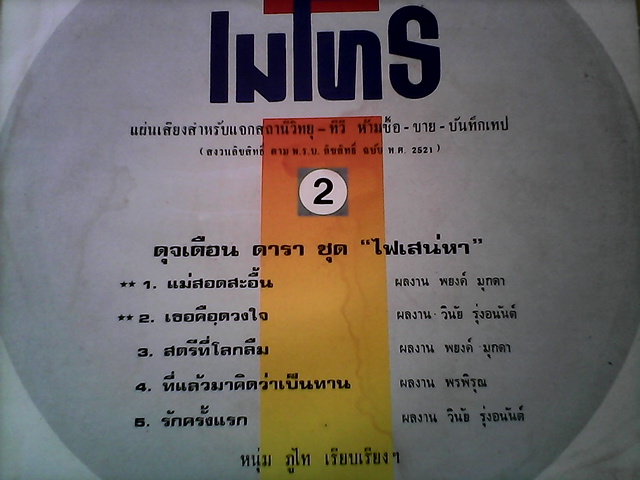 ไมโทร
แผ่นเสียงสำหรับแจกสถานีวิทยุ - ทีวี ห้ามซื้อ - ขาย - บันทึกเทป
( สงวนลิขสิทธิ์ ตาม พ.ร.บ. ลิขสิทธิ์ ฉบับ พ.ศ. 2521 )
2
ดุจเดือน ดารา ชุด “ไฟเสน่หา”
** 1. แม่สอดสะอื้น ผลงาน พยงค์ มุกดา
** 2. เธอคือดวงใจ ผลงาน วินัย รุ่งอนันต์
3. สตรีที่โลกลืม ผลงาน พยงค์ มุกดา
4. ที่แล้วมาคิดว่าเป็นทาน ผลงาน พรพิรุณ
5. รักครั้งแรก ผลงาน วินัย รุ่งอนันต์
หนุ่ม ภูไท เรียบเรียงฯ